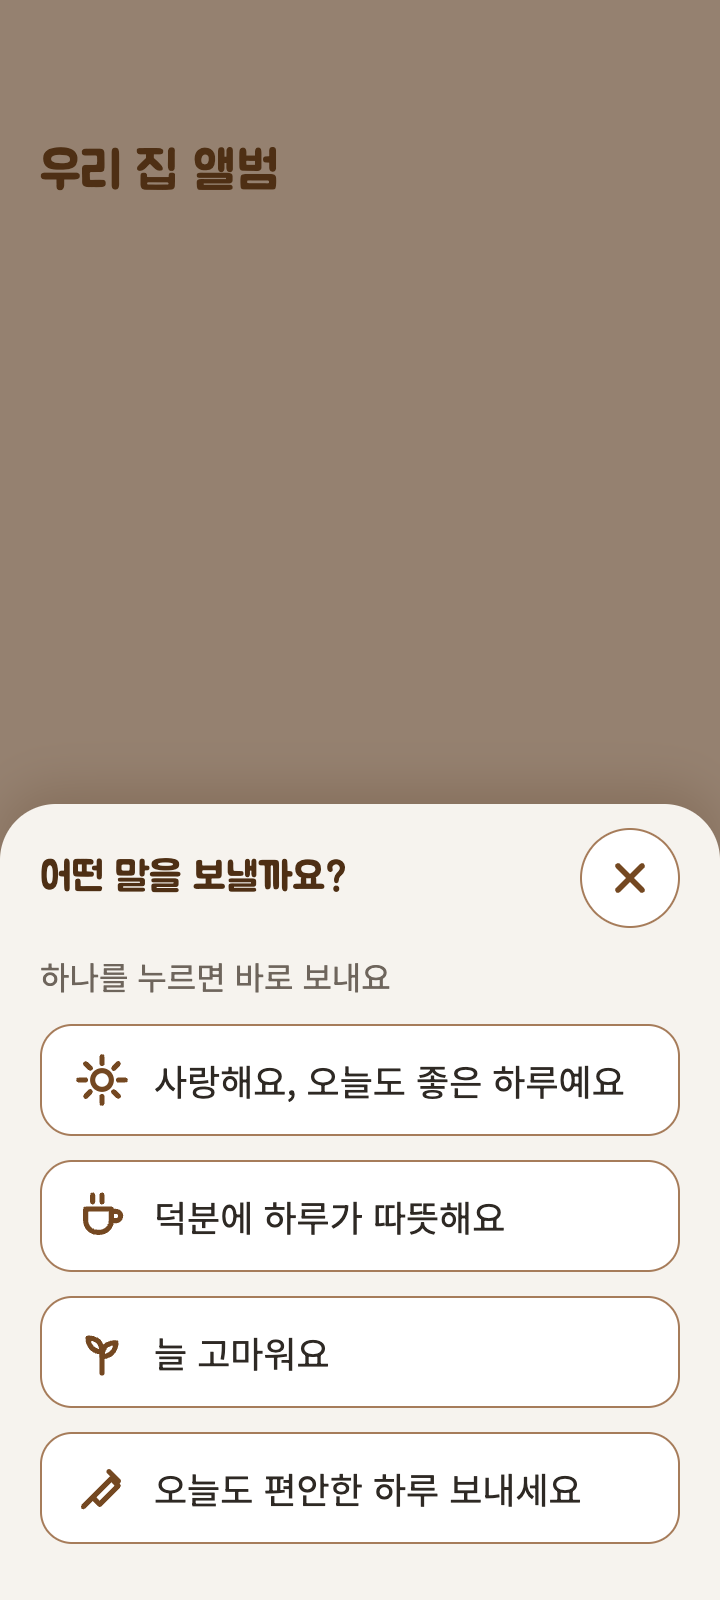 우리 집 앨범
어떤 말을 보낼까요?
하나를 누르면 바로 보내요
사랑해요, 오늘도 좋은 하루예요
덕분에 하루가 따뜻해요
늘 고마워요
오늘도 편안한 하루 보내세요